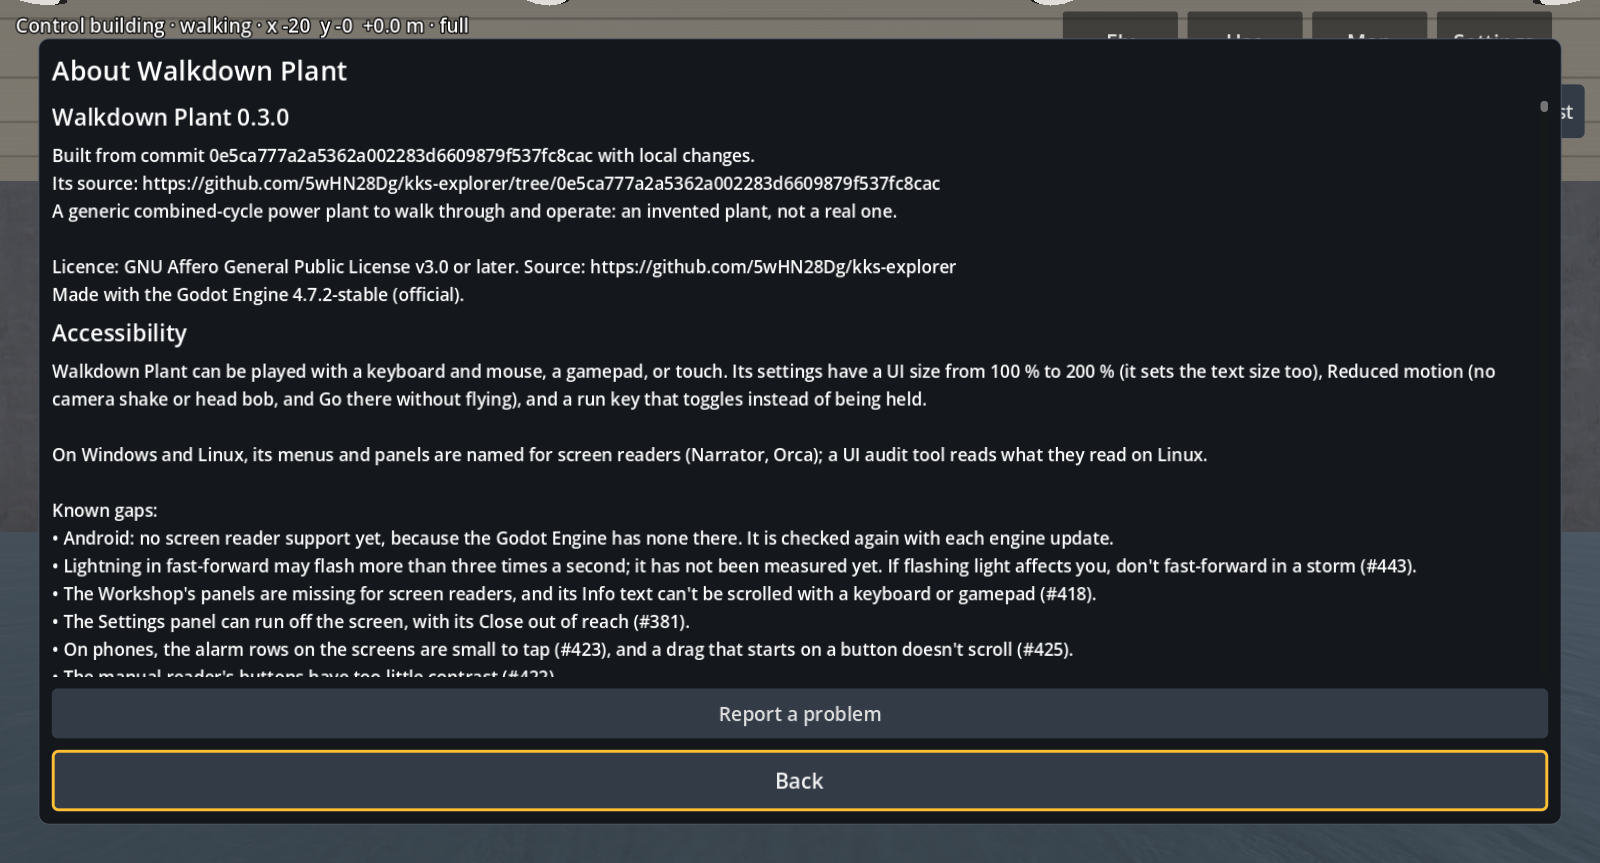 Control building · walking · x -20 y -0 +0.0 m · full
About Walkdown Plant
Walkdown Plant 0.3.0
Built from commit 0e5ca777a2a5362a002283d6609879f537fc8cac with local changes.
Its source: https://github.com/5wHN28Dg/kks-explorer/tree/0e5ca777a2a5362a002283d6609879f537fc8cac
A generic combined-cycle power plant to walk through and operate: an invented plant, not a real one.
Licence: GNU Affero General Public License v3.0 or later. Source: https://github.com/5wHN28Dg/kks-explorer
Made with the Godot Engine 4.7.2-stable (official).
Accessibility
Walkdown Plant can be played with a keyboard and mouse, a gamepad, or touch. Its settings have a UI size from 100 % to 200 % (it sets the text size too), Reduced motion (no
camera shake or head bob, and Go there without flying), and a run key that toggles instead of being held.
On Windows and Linux, its menus and panels are named for screen readers (Narrator, Orca); a UI audit tool reads what they read on Linux.
Known gaps:
• Android: no screen reader support yet, because the Godot Engine has none there. It is checked again with each engine update.
• Lightning in fast-forward may flash more than three times a second; it has not been measured yet. If flashing light affects you, don't fast-forward in a storm (#443).
• The Workshop's panels are missing for screen readers, and its Info text can't be scrolled with a keyboard or gamepad (#418).
• The Settings panel can run off the screen, with its Close out of reach (#381).
• On phones, the alarm rows on the screens are small to tap (#423), and a drag that starts on a button doesn't scroll (#425).
• The manual reader's buttons have too little contrast (#422)
Report a problem
Back